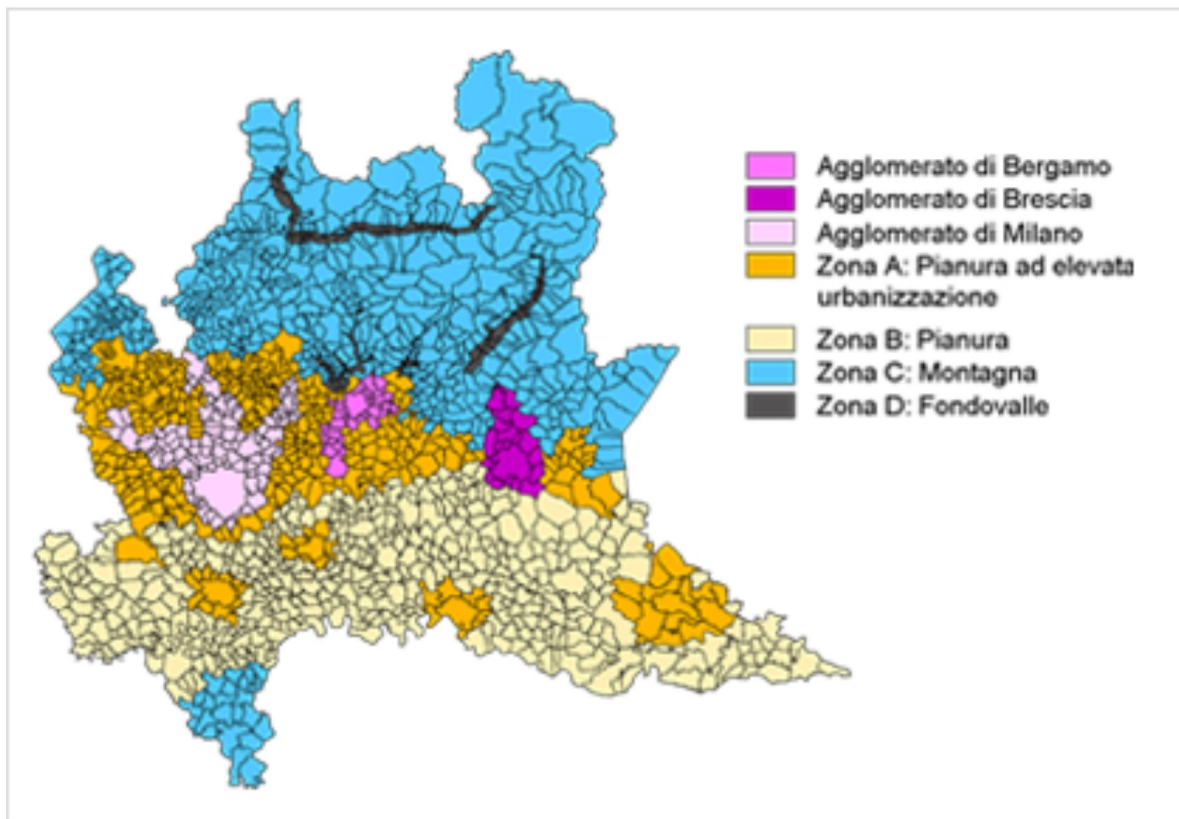 Agglomerato di Bergamo
Agglomerato di Brescia
Agglomerato di Milano
Zona A: Pianura ad elevata
urbanizzazione
Zona B: Pianura
Zona C: Montagna
Zona D: Fondovalle